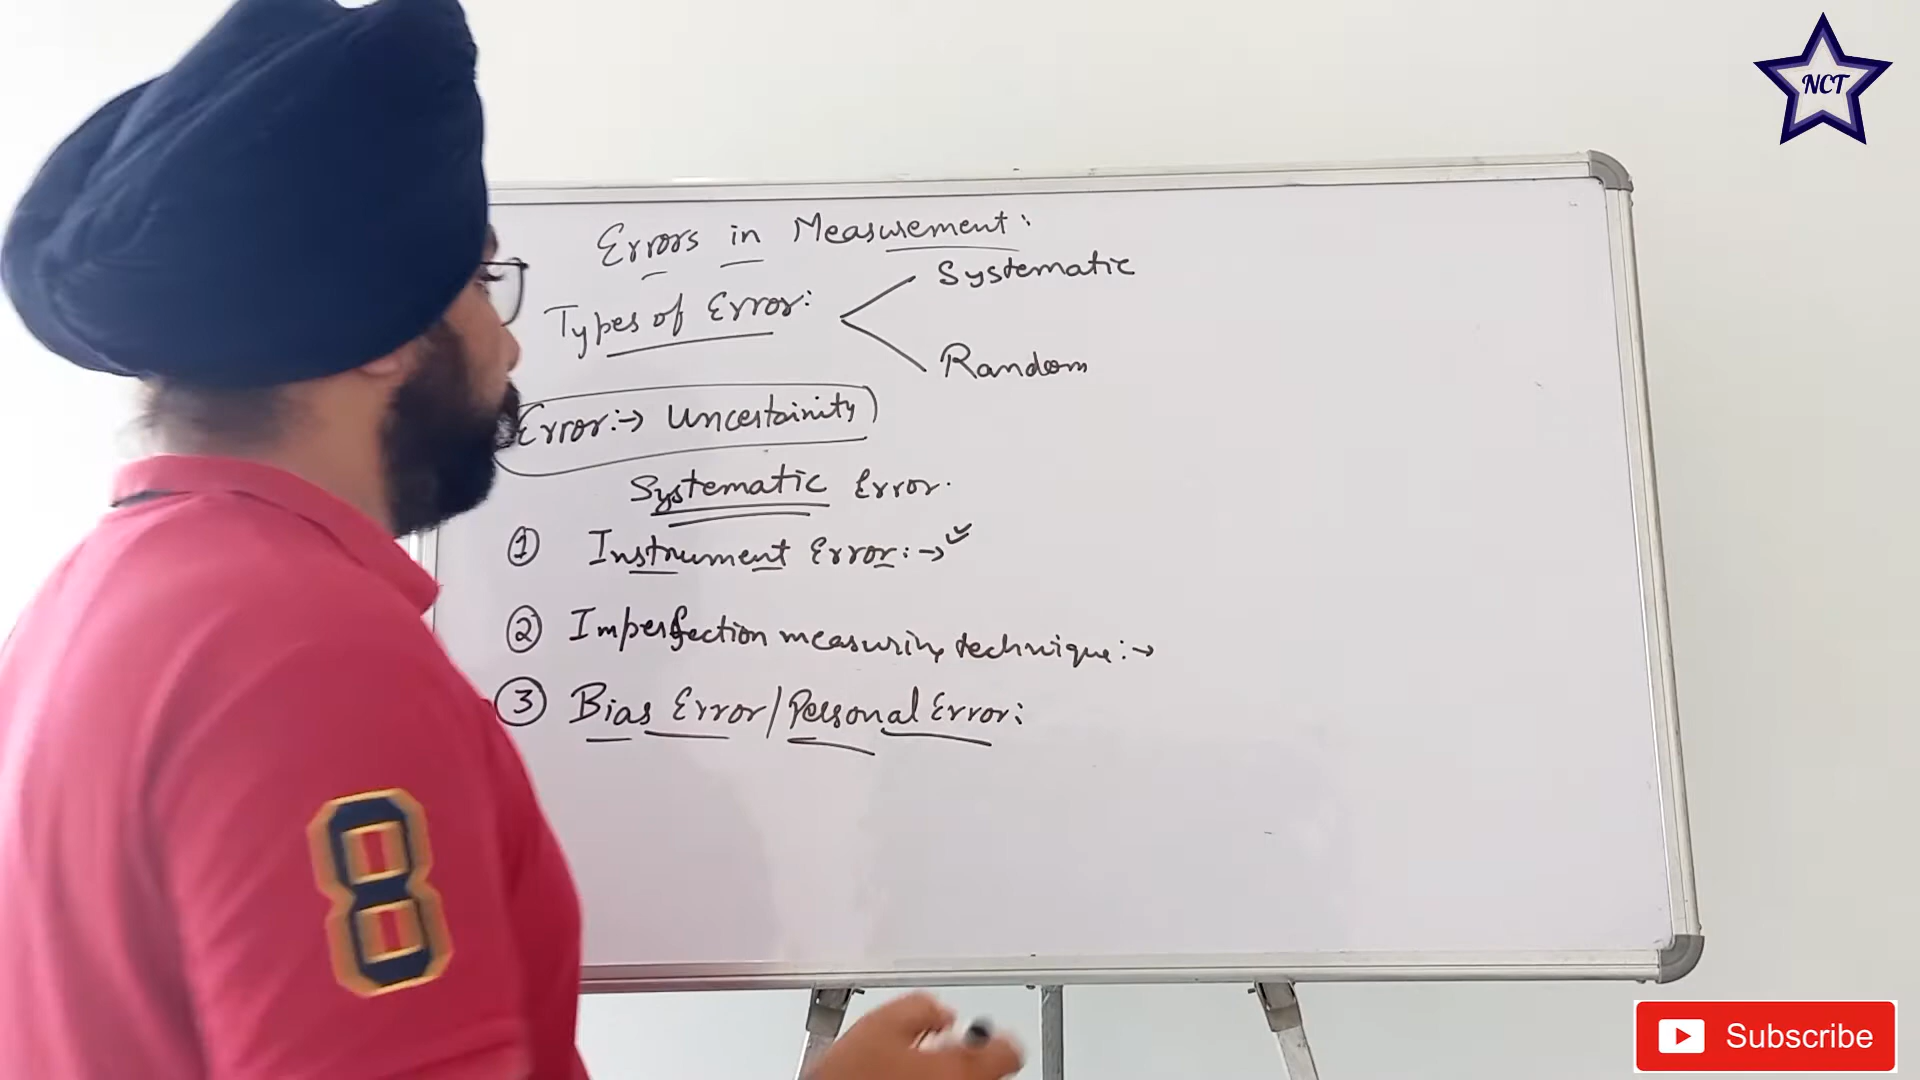 NCT
Errors in Measurement:
Types of Error:
Systematic
Random
Error:→ Uncertainity
Systematic Error.
① Instrument Error:→
② Imperfection measuring technique:→
③ Bias Error/Personal Error:
8
Subscribe